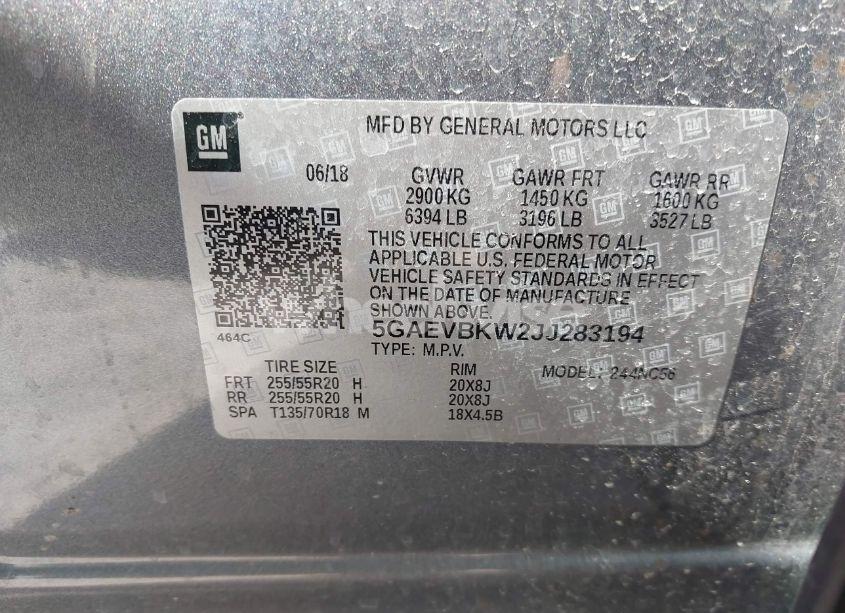 GM
MFD BY GENERAL MOTORS LLC
06/18 GVWR GAWR FRT GAWR RR
2900 KG 1450 KG 1600 KG
6394 LB 3196 LB 3527 LB
THIS VEHICLE CONFORMS TO ALL
APPLICABLE U.S. FEDERAL MOTOR
VEHICLE SAFETY STANDARDS IN EFFECT
ON THE DATE OF MANUFACTURE
SHOWN ABOVE.
464C
5GAEVBKW2JJ283194
TYPE: M.P.V.
TIRE SIZE RIM MODEL: 244NC56
FRT 255/55R20 H 20X8J
RR 255/55R20 H 20X8J
SPA T135/70R18 M 18X4.5B